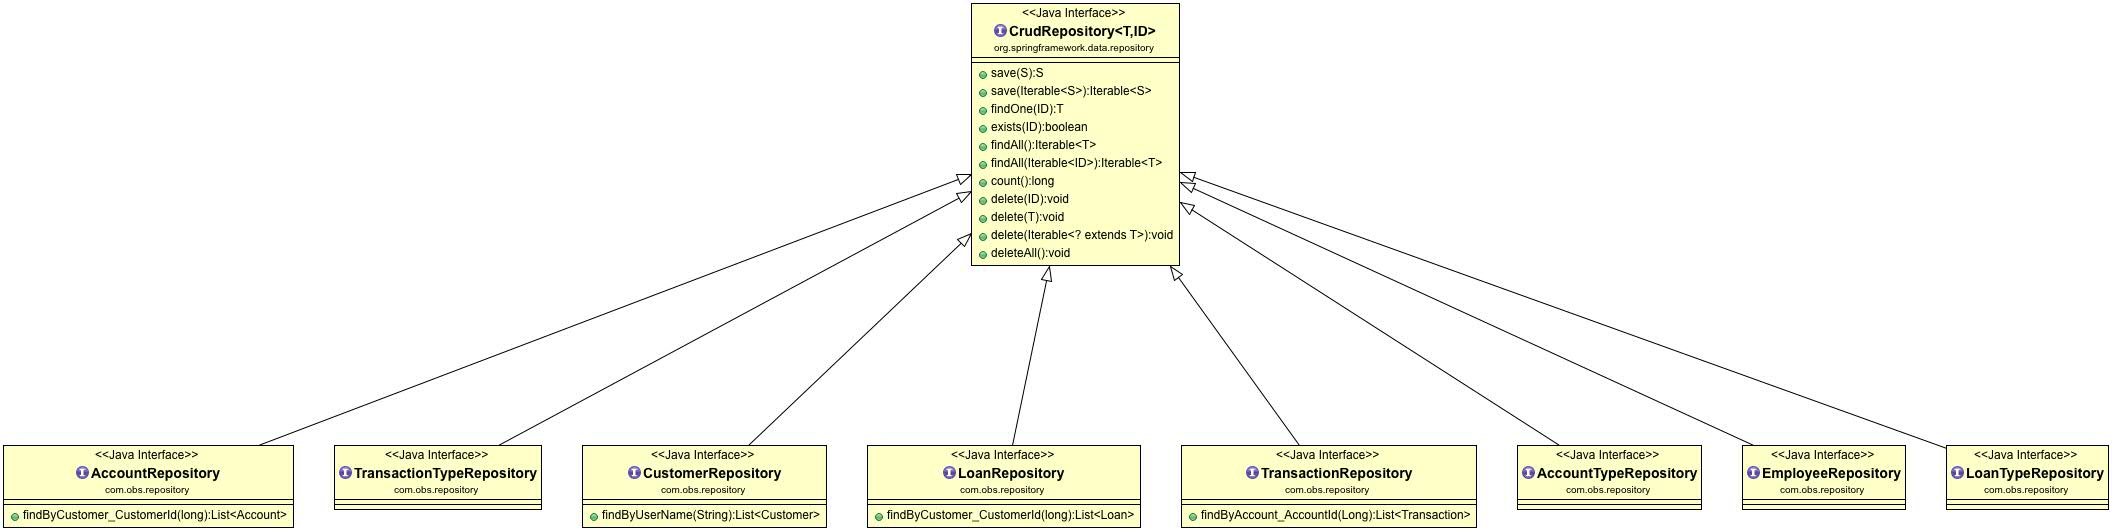 <<Java Interface>>
CrudRepository<T,ID>
org.springframework.data.repository
save(S):S
save(Iterable<S>):Iterable<S>
findOne(ID):T
exists(ID):boolean
findAll():Iterable<T>
findAll(Iterable<ID>):Iterable<T>
count():long
delete(ID):void
delete(T):void
delete(Iterable<? extends T>):void
deleteAll():void
<<Java Interface>>
AccountRepository
com.obs.repository
findByCustomer_CustomerId(long):List<Account>
<<Java Interface>>
TransactionTypeRepository
com.obs.repository
<<Java Interface>>
CustomerRepository
com.obs.repository
findByUserName(String):List<Customer>
<<Java Interface>>
LoanRepository
com.obs.repository
findByCustomer_CustomerId(long):List<Loan>
<<Java Interface>>
TransactionRepository
com.obs.repository
findByAccount_AccountId(Long):List<Transaction>
<<Java Interface>>
AccountTypeRepository
com.obs.repository
<<Java Interface>>
EmployeeRepository
com.obs.repository
<<Java Interface>>
LoanTypeRepository
com.obs.repository